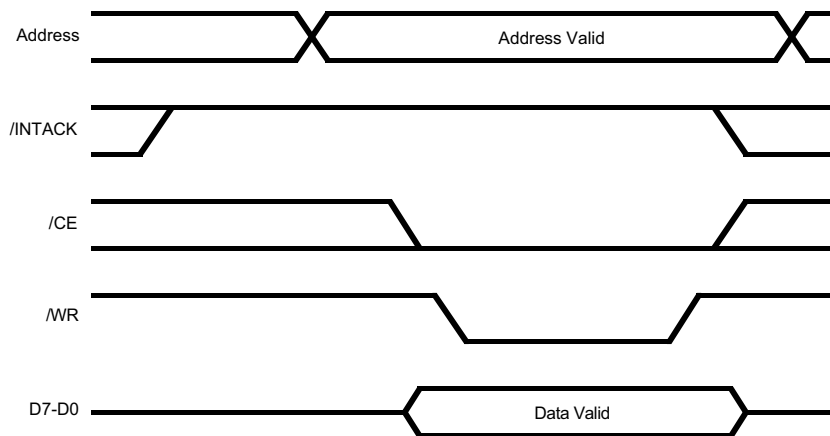 Address
Address Valid
/INTACK
/CE
/WR
D7-D0
Data Valid